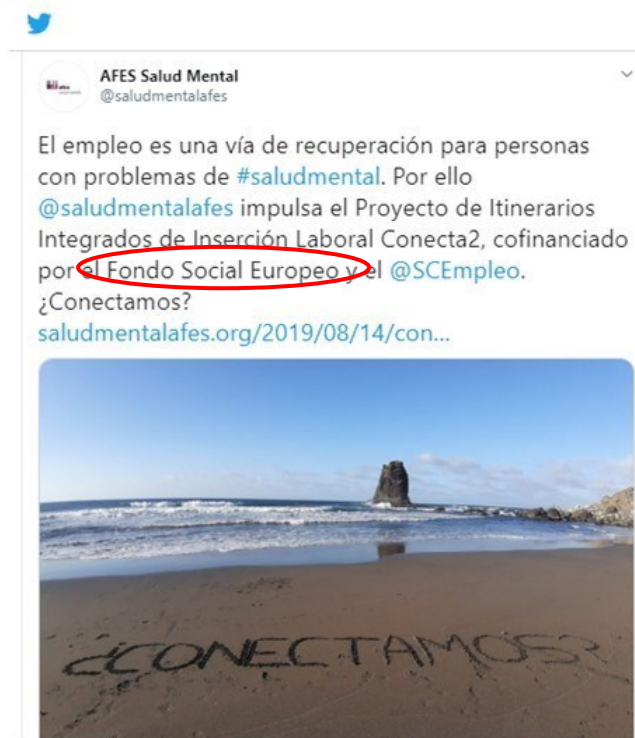 AFES Salud Mental
@saludmentalafes
El empleo es una vía de recuperación para personas
con problemas de #saludmental. Por ello
@saludmentalafes impulsa el Proyecto de Itinerarios
Integrados de Inserción Laboral Conecta2, cofinanciado
por el Fondo Social Europeo y el @SCEmpleo.
¿Conectamos?
saludmentalafes.org/2019/08/14/con...
¿CONECTAMOS?